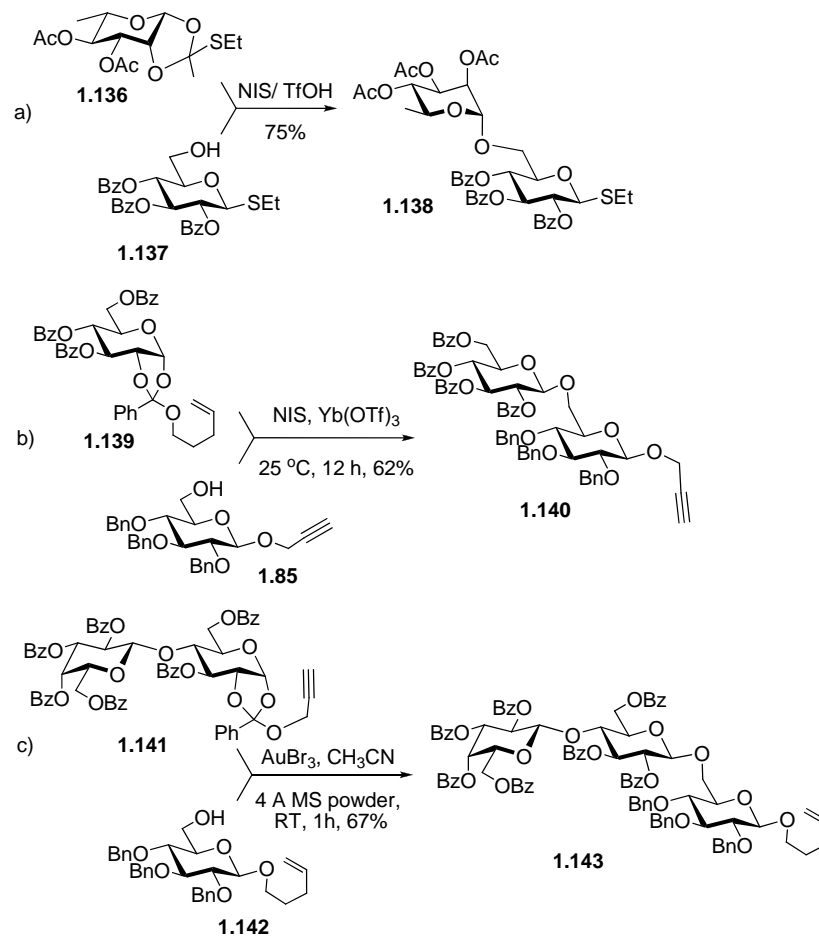 AcO
O
O
SEt
OAc
O
1.136
a)
NIS/ TfOH
75%
OH
BzO
O
BzO
SEt
BzO
1.137
OAc
OAc
AcO
AcO
O
O
BzO
O
BzO
SEt
BzO
1.138
OBz
BzO
O
BzO
O
O
Ph
O
1.139
b)
NIS, Yb(OTf)3
25 °C, 12 h, 62%
OH
BnO
O
BnO
O
BnO
1.85
BzO
BzO
O
BzO
O
BzO
BnO
O
BnO
O
BnO
1.140
BzO
BzO
O
O
BzO
OBz
O
OBz
O
BzO
O
O
Ph
O
1.141
c)
AuBr3, CH3CN
4 A MS powder,
RT, 1h, 67%
OH
BnO
O
BnO
O
BnO
1.142
BzO
BzO
O
O
BzO
OBz
OBz
O
BzO
O
BzO
BnO
O
BnO
O
BnO
1.143